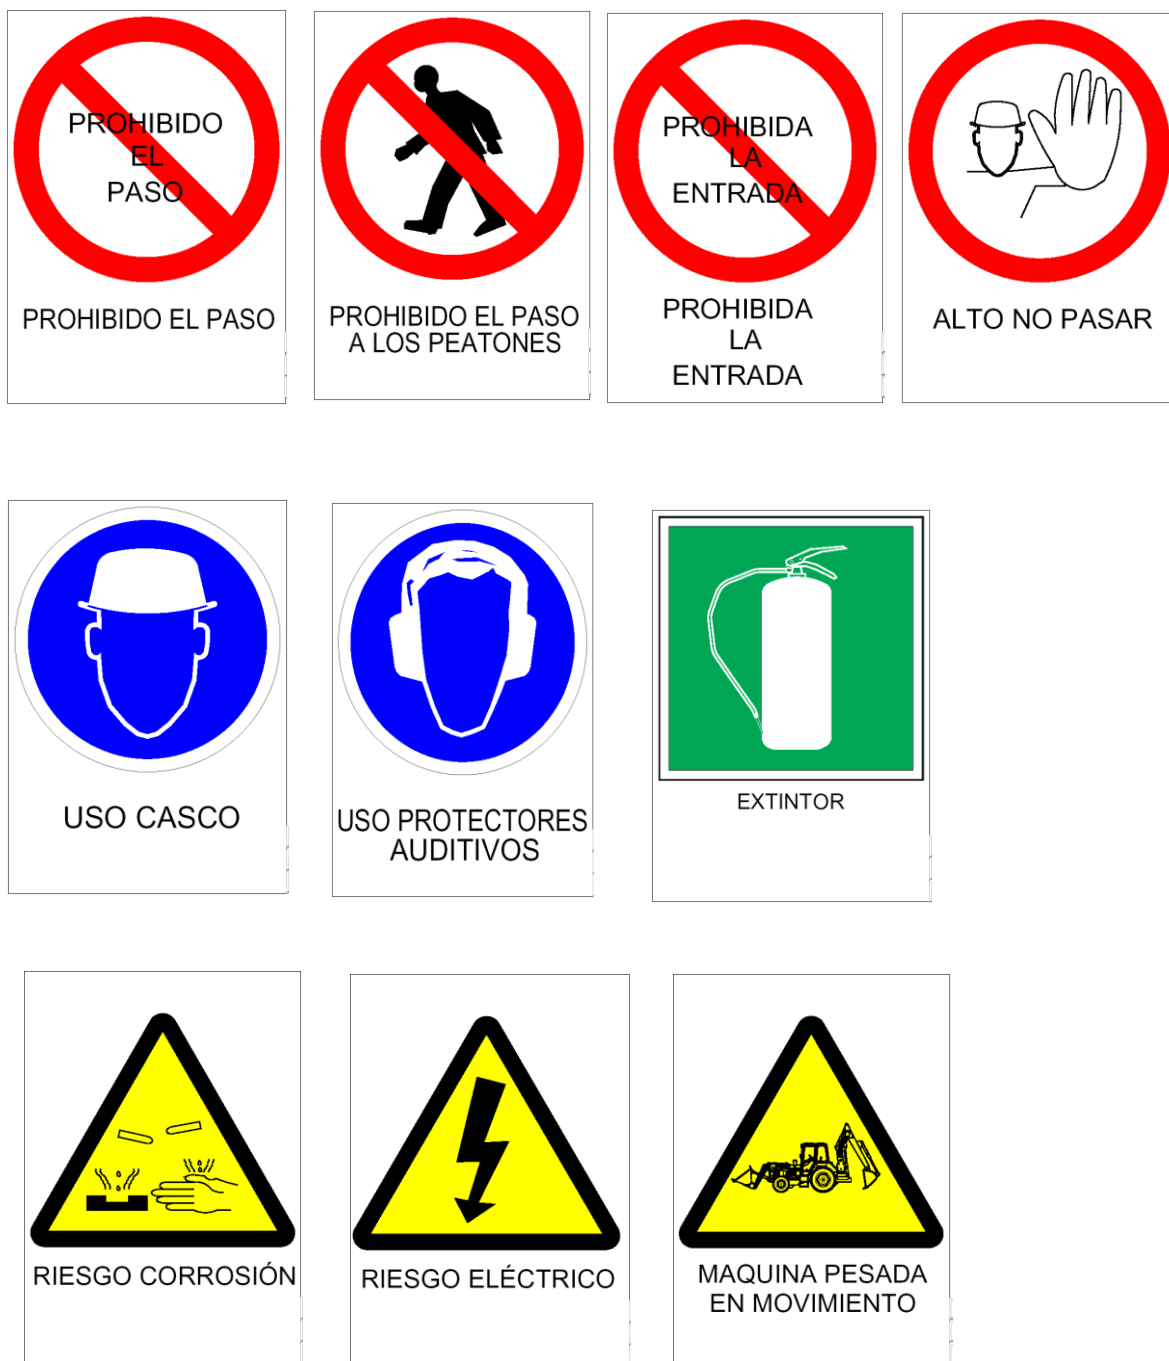 PROHIBIDO
EL
PASO
PROHIBIDO EL PASO
PROHIBIDO EL PASO
A LOS PEATONES
PROHIBIDA
LA
ENTRADA
PROHIBIDA
LA
ENTRADA
ALTO NO PASAR
USO CASCO
USO PROTECTORES
AUDITIVOS
EXTINTOR
RIESGO CORROSIÓN
RIESGO ELÉCTRICO
MAQUINA PESADA
EN MOVIMIENTO